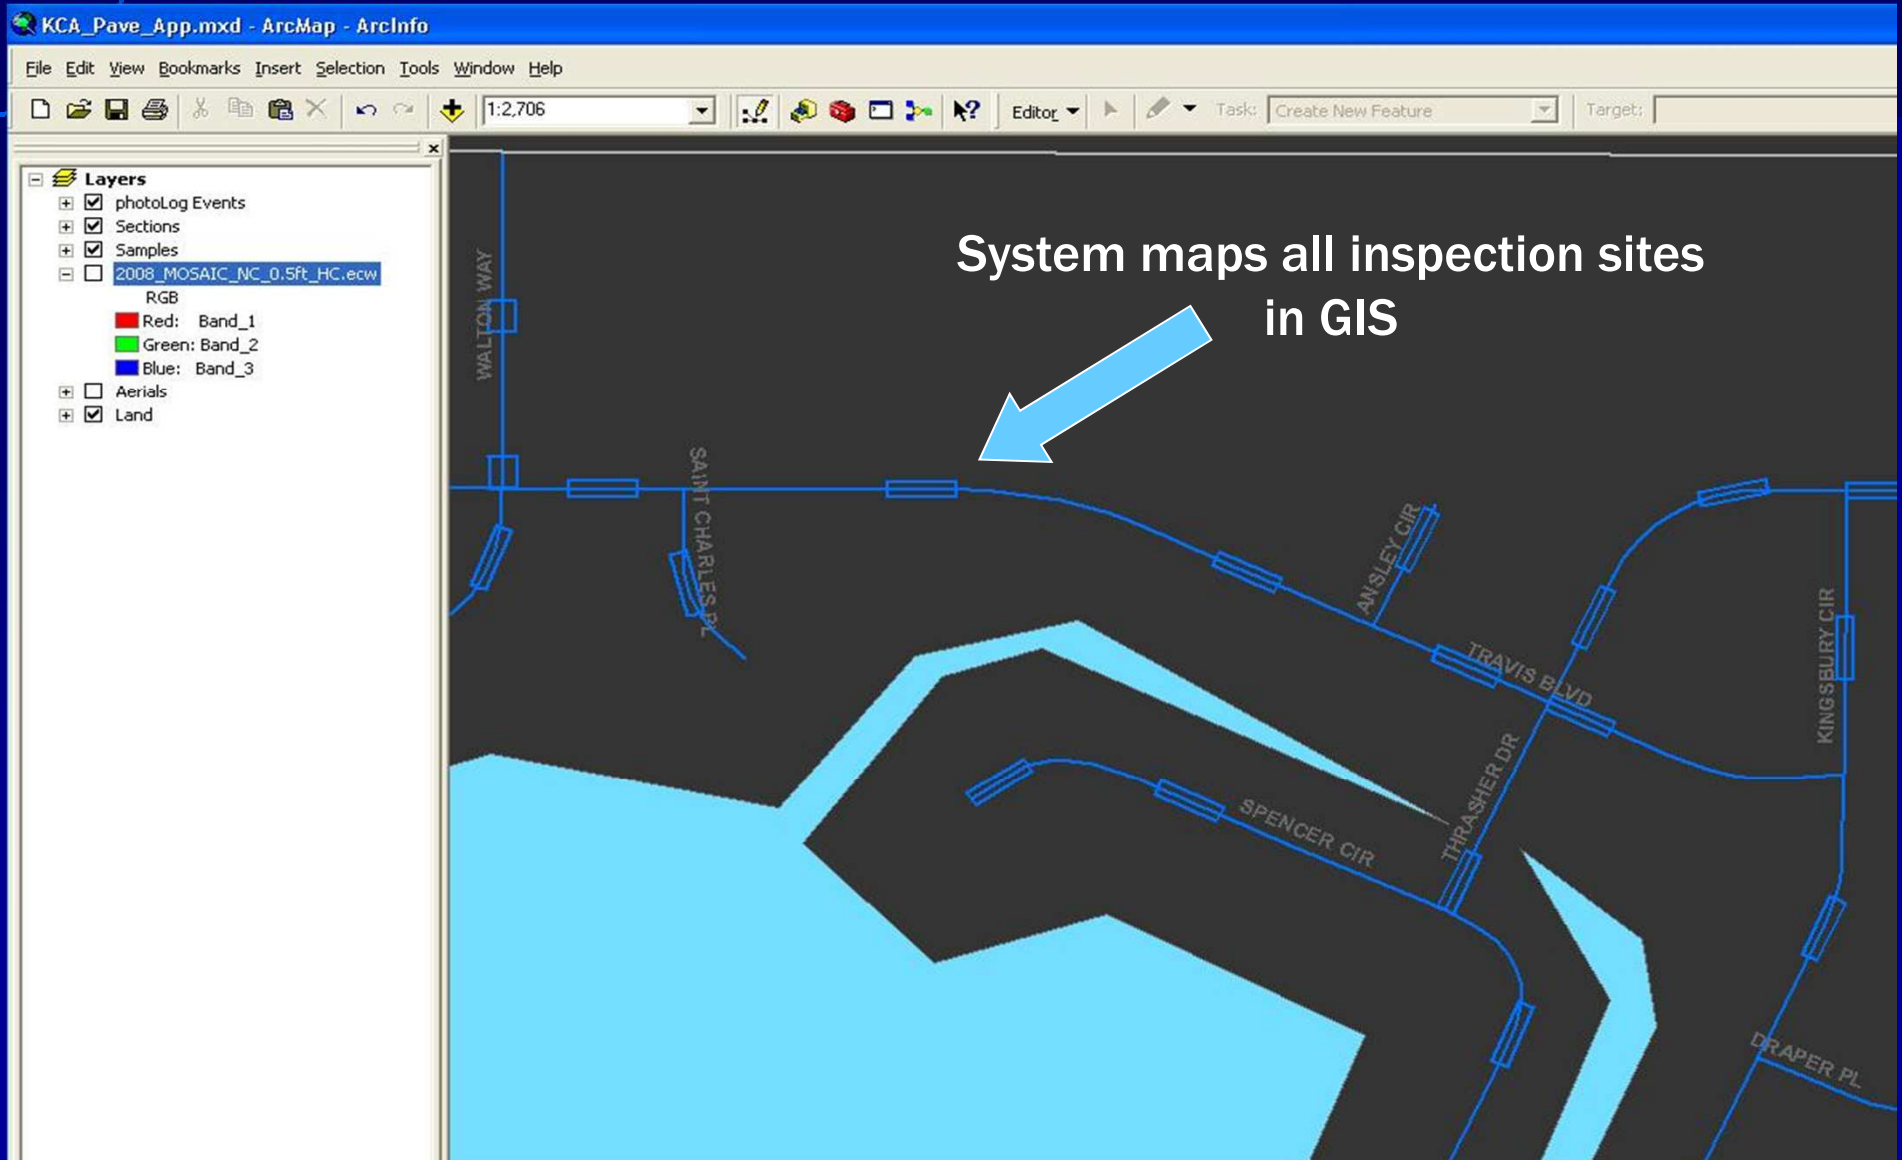 KCA_Pave_App.mxd - ArcMap - ArcInfo
File Edit View Bookmarks Insert Selection Tools Window Help
1:2,706
Editor
Task: Create New Feature
Target:
Layers
photoLog Events
Sections
Samples
2008_MOSAIC_NC_0.5ft_HC.ecw
RGB
Red: Band_1
Green: Band_2
Blue: Band_3
Aerials
Land
System maps all inspection sites
in GIS
WALTON WAY
SAINT CHARLES PL
ANSLEY CIR
TRAVIS BLVD
KINGSBURY CIR
THRASHER DR
SPENCER CIR
DRAPER PL